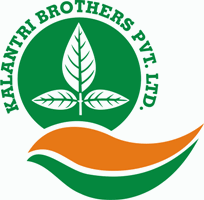 KALANTRI BROTHERS PVT. LTD.